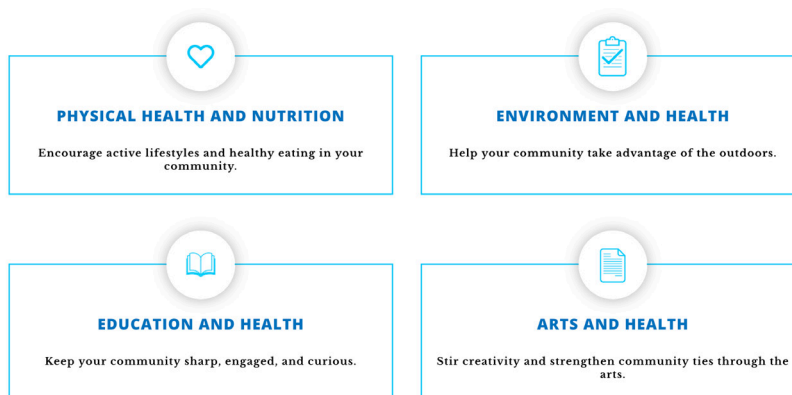 PHYSICAL HEALTH AND NUTRITION
Encourage active lifestyles and healthy eating in your
community.
ENVIRONMENT AND HEALTH
Help your community take advantage of the outdoors.
EDUCATION AND HEALTH
Keep your community sharp, engaged, and curious.
ARTS AND HEALTH
Stir creativity and strengthen community ties through the
arts.